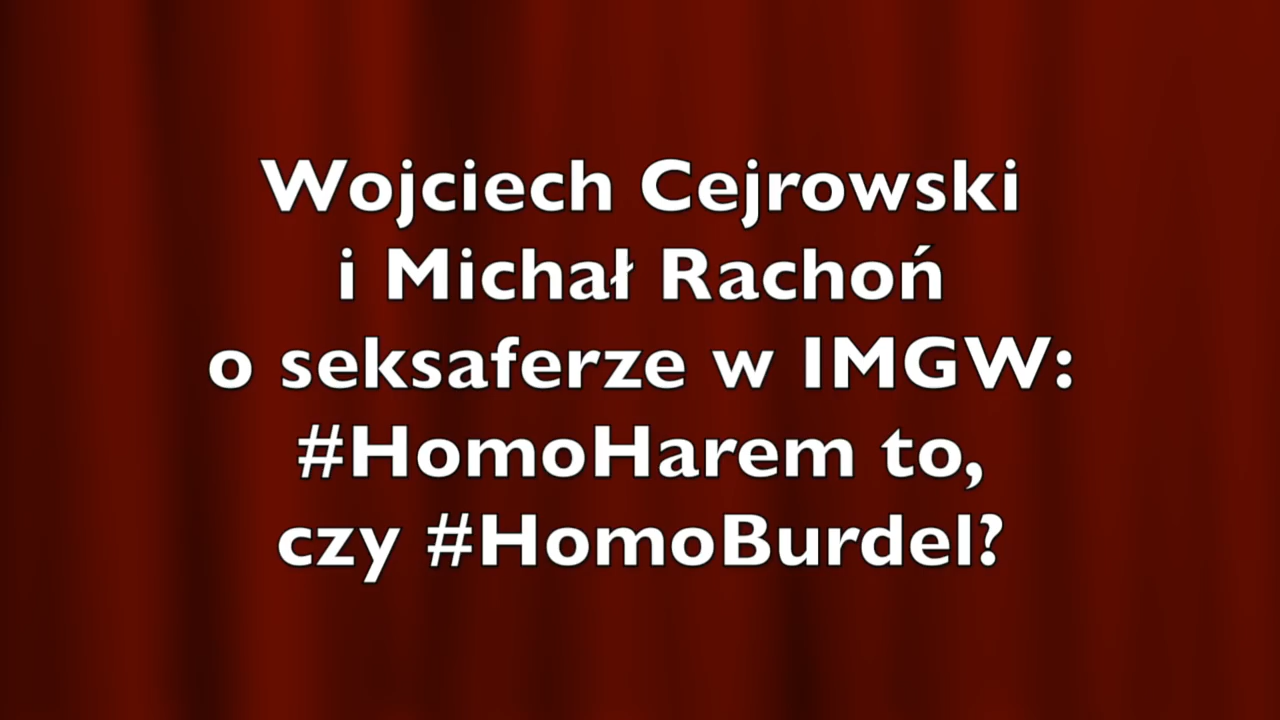 Wojciech Cejrowski
i Michał Rachoń
o seksaferze w IMGW:
#HomoHarem to,
czy #HomoBurdel?